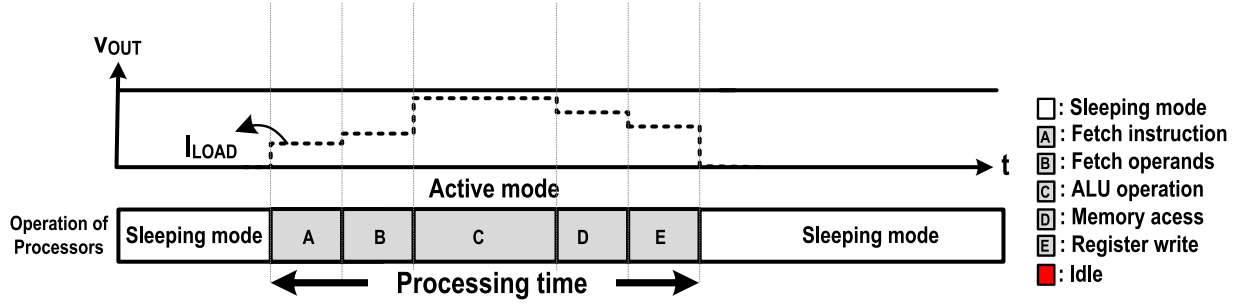 vOUT
ILOAD
t
Active mode
Operation of
Processors
Sleeping mode
A
B
C
D
E
Sleeping mode
Processing time
: Sleeping mode
A : Fetch instruction
B : Fetch operands
C : ALU operation
D : Memory acess
E : Register write
: Idle